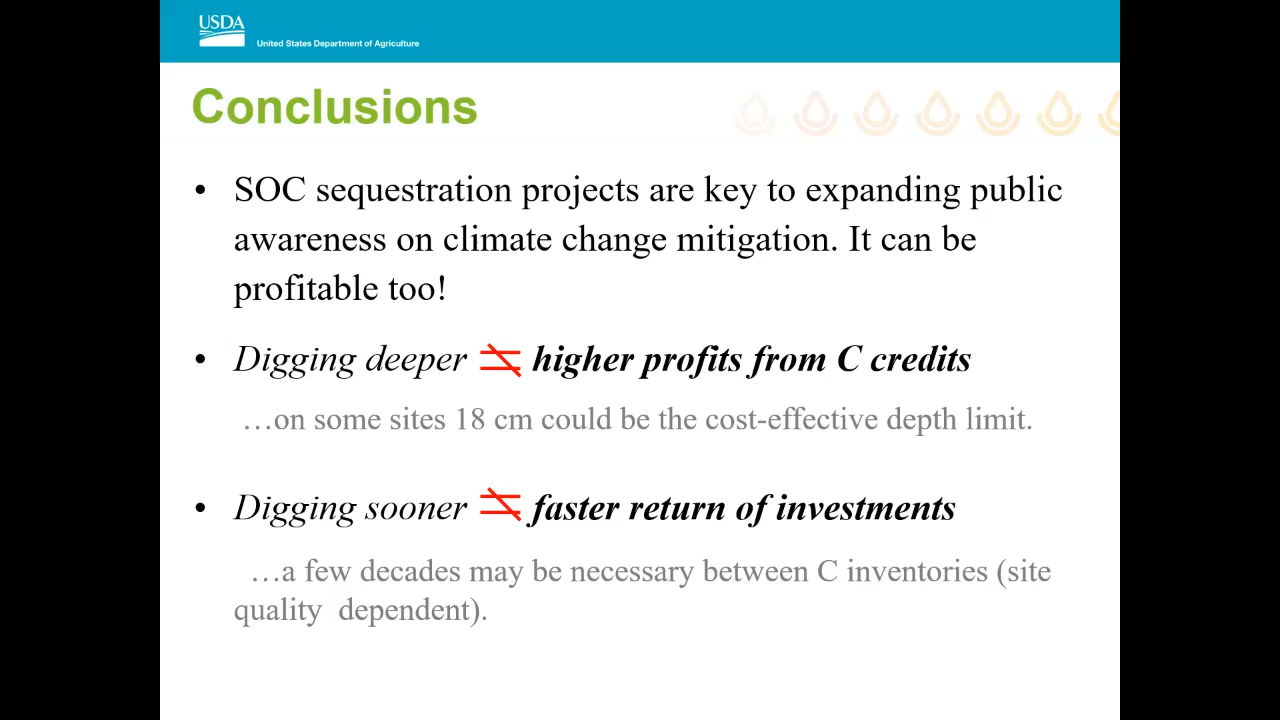 USDA
United States Department of Agriculture
Conclusions
• SOC sequestration projects are key to expanding public
awareness on climate change mitigation. It can be
profitable too!
• Digging deeper ≠ higher profits from C credits
…on some sites 18 cm could be the cost-effective depth limit.
• Digging sooner ≠ faster return of investments
…a few decades may be necessary between C inventories (site
quality dependent).